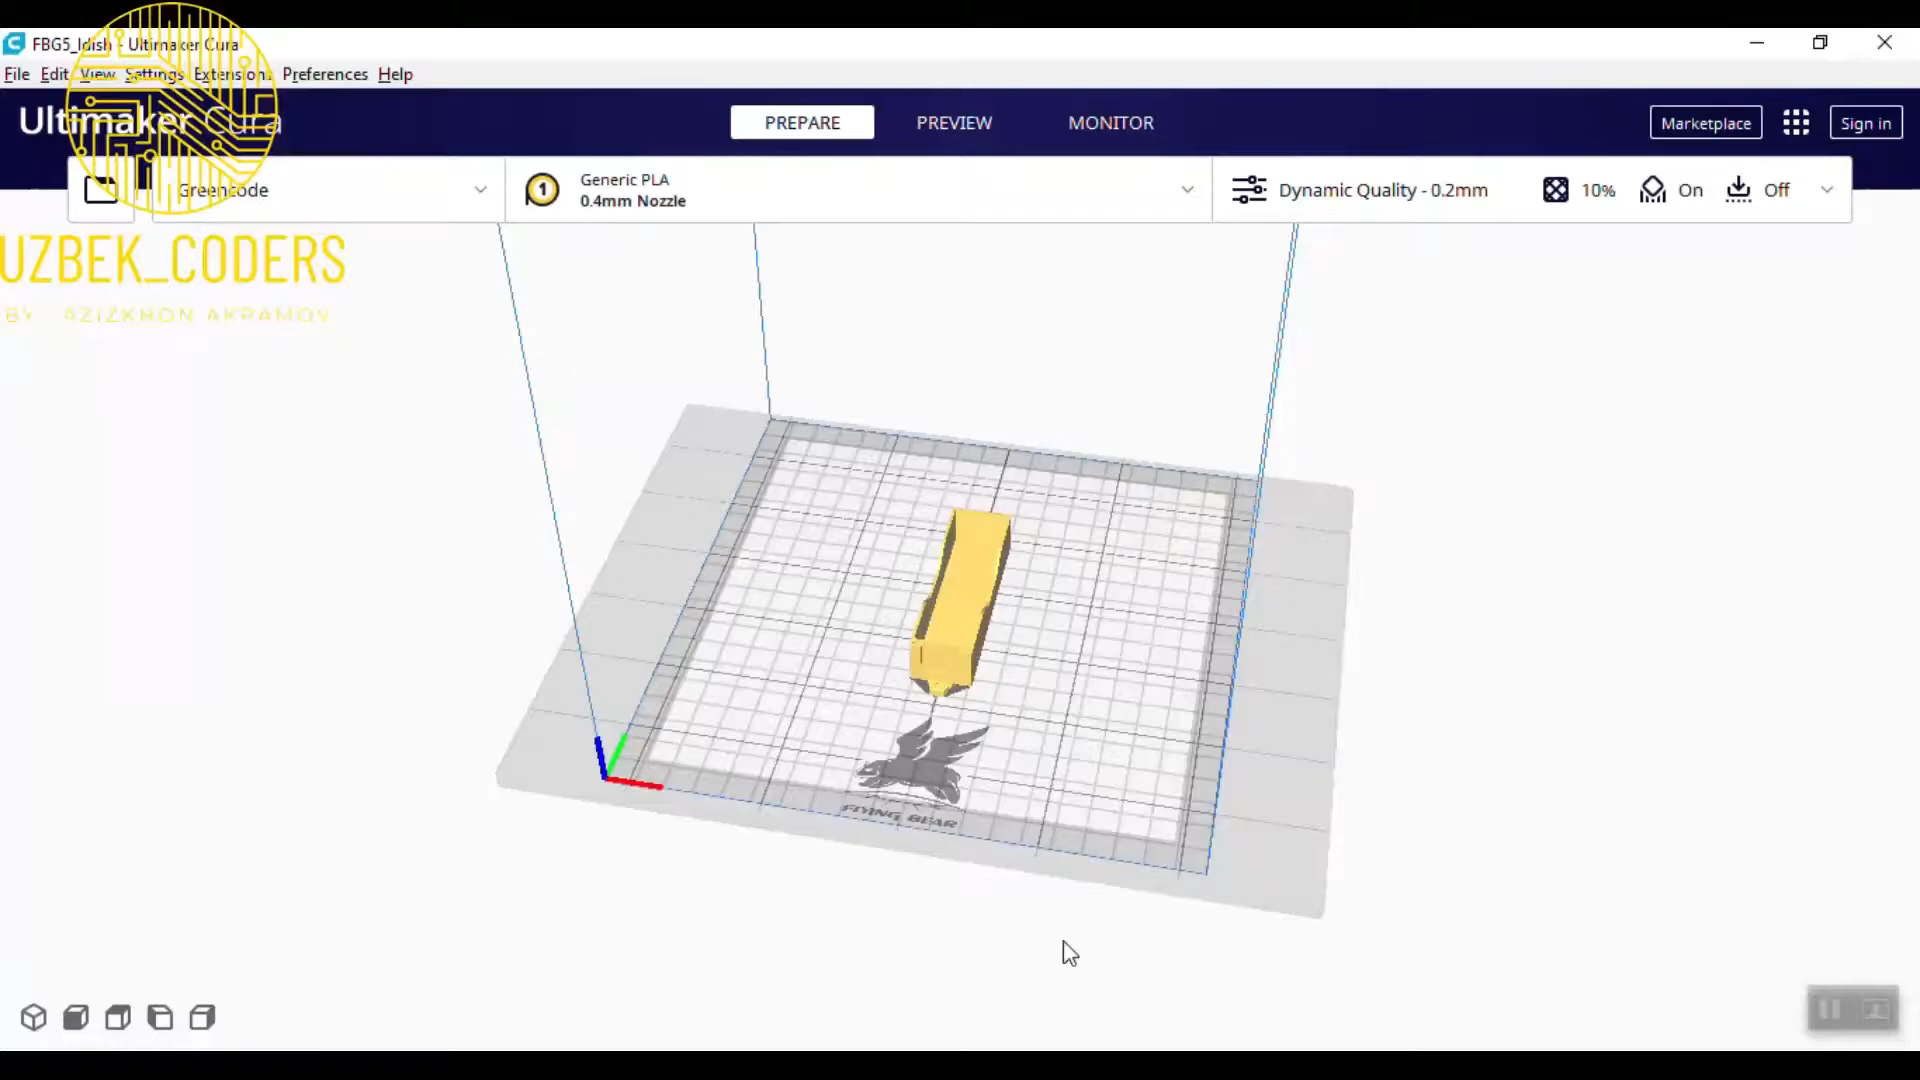 FBG5_Idish - Ultimaker Cura
File Edit View Settings Extensions Preferences Help
Ultimaker Cura
PREPARE PREVIEW MONITOR
Marketplace Sign in
Greencode
1 Generic PLA
0.4mm Nozzle
Dynamic Quality - 0.2mm 10% On Off
UZBEK_CODERS
BY AZIZKHON AKRAMOV
FLYING BEAR